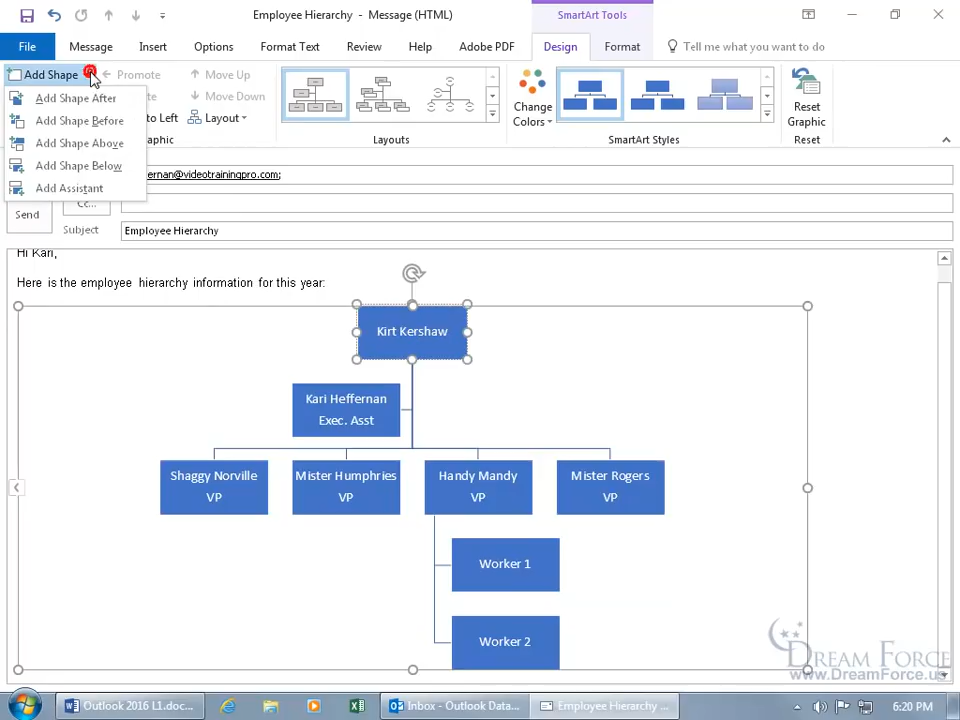 Employee Hierarchy - Message (HTML)
SmartArt Tools
File
Message
Insert
Options
Format Text
Review
Help
Adobe PDF
Design
Format
Tell me what you want to do
Add Shape
Promote
Move Up
Move Down
to Left
Layout
Change
Colors
Reset
Graphic
aphic
Layouts
SmartArt Styles
Reset
Add Shape After
Add Shape Before
Add Shape Above
Add Shape Below
Add Assistant
ernan@videotrainingpro.com;
Send
Cc...
Subject
Employee Hierarchy
Hi Kari,
Here is the employee hierarchy information for this year:
Kirt Kershaw
Kari Heffernan
Exec. Asst
Shaggy Norville
VP
Mister Humphries
VP
Handy Mandy
VP
Mister Rogers
VP
Worker 1
Worker 2
DREAM FORCE
www.DreamForce.us
Outlook 2016 L1.doc...
Inbox - Outlook Data...
Employee Hierarchy ...
6:20 PM